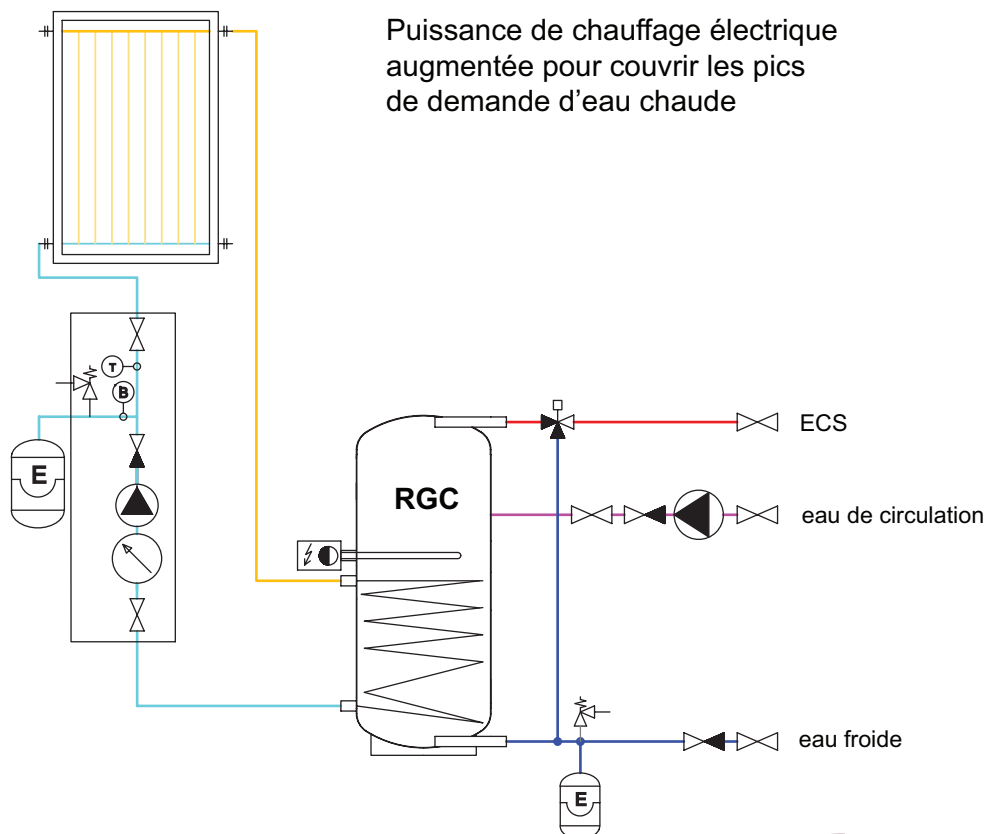 Puissance de chauffage électrique
augmentée pour couvrir les pics
de demande d’eau chaude
T
B
E
RGC
ECS
eau de circulation
eau froide
E